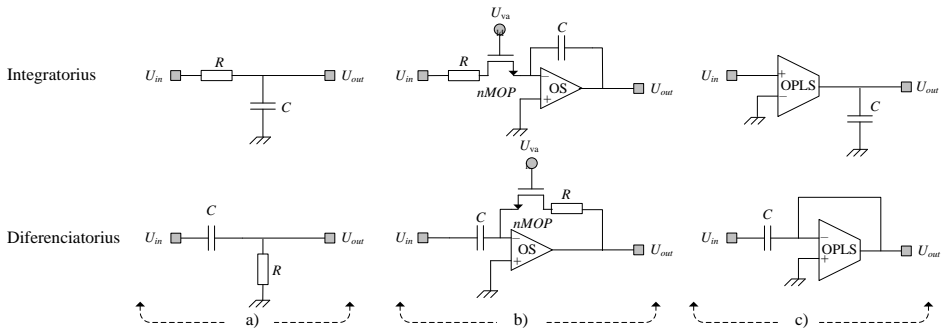 Integratorius
U_in
R
C
U_out
U_va
U_in
R
nMOP
C
−
+
OS
U_out
U_in
+
−
OPLS
C
U_out
Diferenciatorius
U_in
C
R
U_out
U_va
U_in
C
nMOP
R
−
+
OS
U_out
U_in
C
−
+
OPLS
U_out
a)
b)
c)